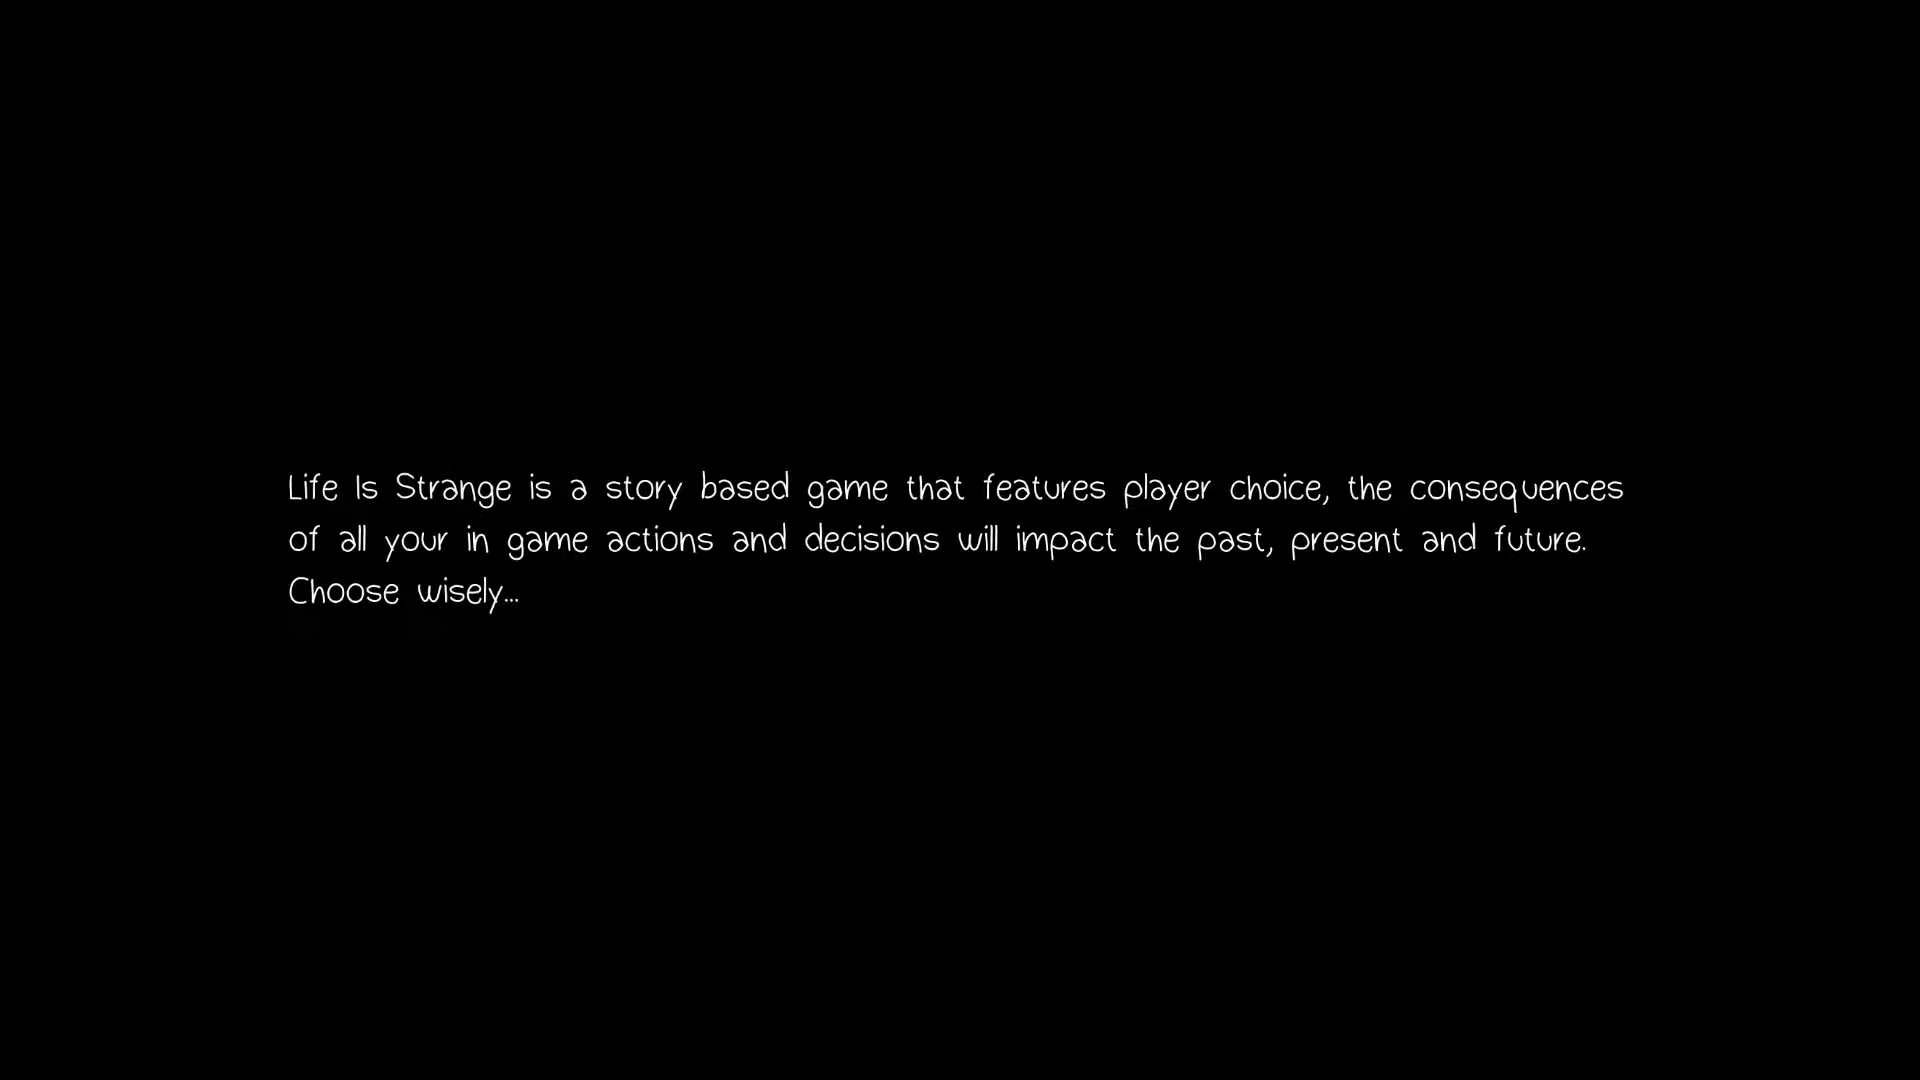 Life Is Strange is a story based game that features player choice, the consequences
of all your in game actions and decisions will impact the past, present and future.
Choose wisely...